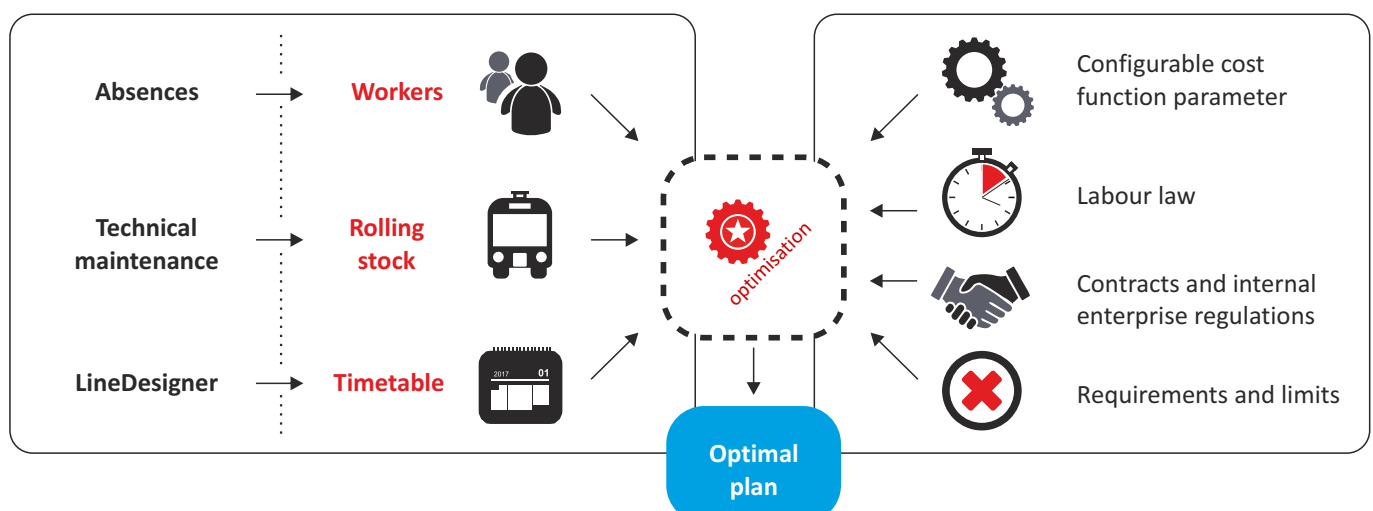 Absences
Workers
Technical
maintenance
Rolling
stock
LineDesigner
Timetable
2017 01
optimisation
Configurable cost
function parameter
Labour law
Contracts and internal
enterprise regulations
Requirements and limits
Optimal
plan